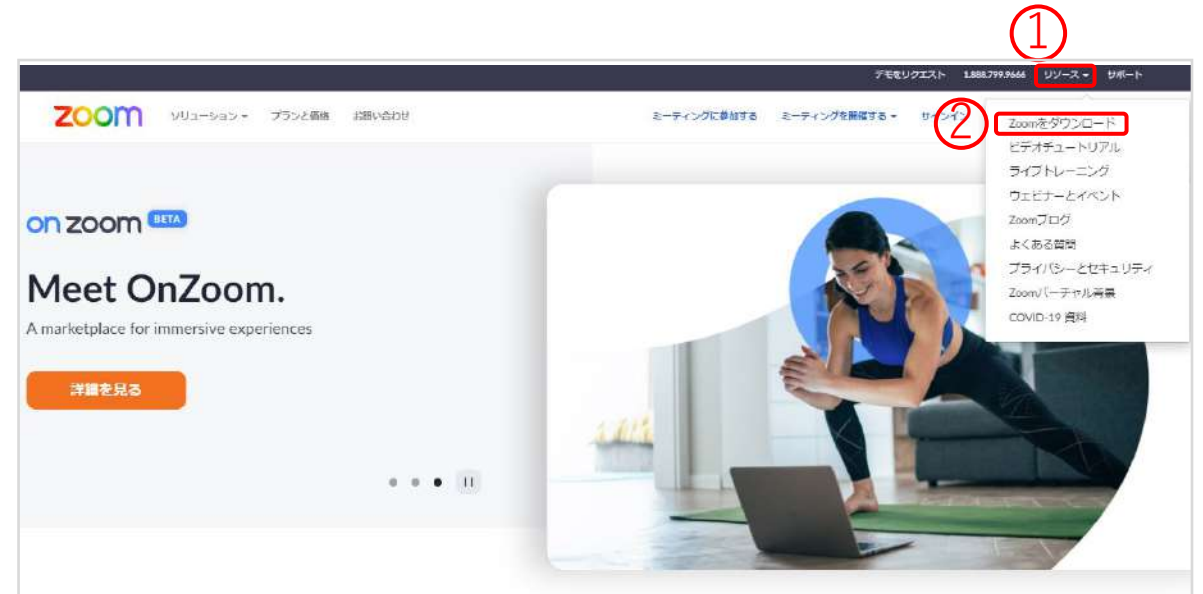 ①
デモをリクエスト 1.888.799.9666 リソース サポート
zoom ソリューション プランと価格 お問い合わせ ミーティングに参加する ミーティングを開催する サインイン
②
Zoomをダウンロード
ビデオチュートリアル
ライブトレーニング
ウェビナーとイベント
Zoomブログ
よくある質問
プライバシーとセキュリティ
Zoomバーチャル背景
COVID-19 資料
on zoom BETA
Meet OnZoom.
A marketplace for immersive experiences
詳細を見る